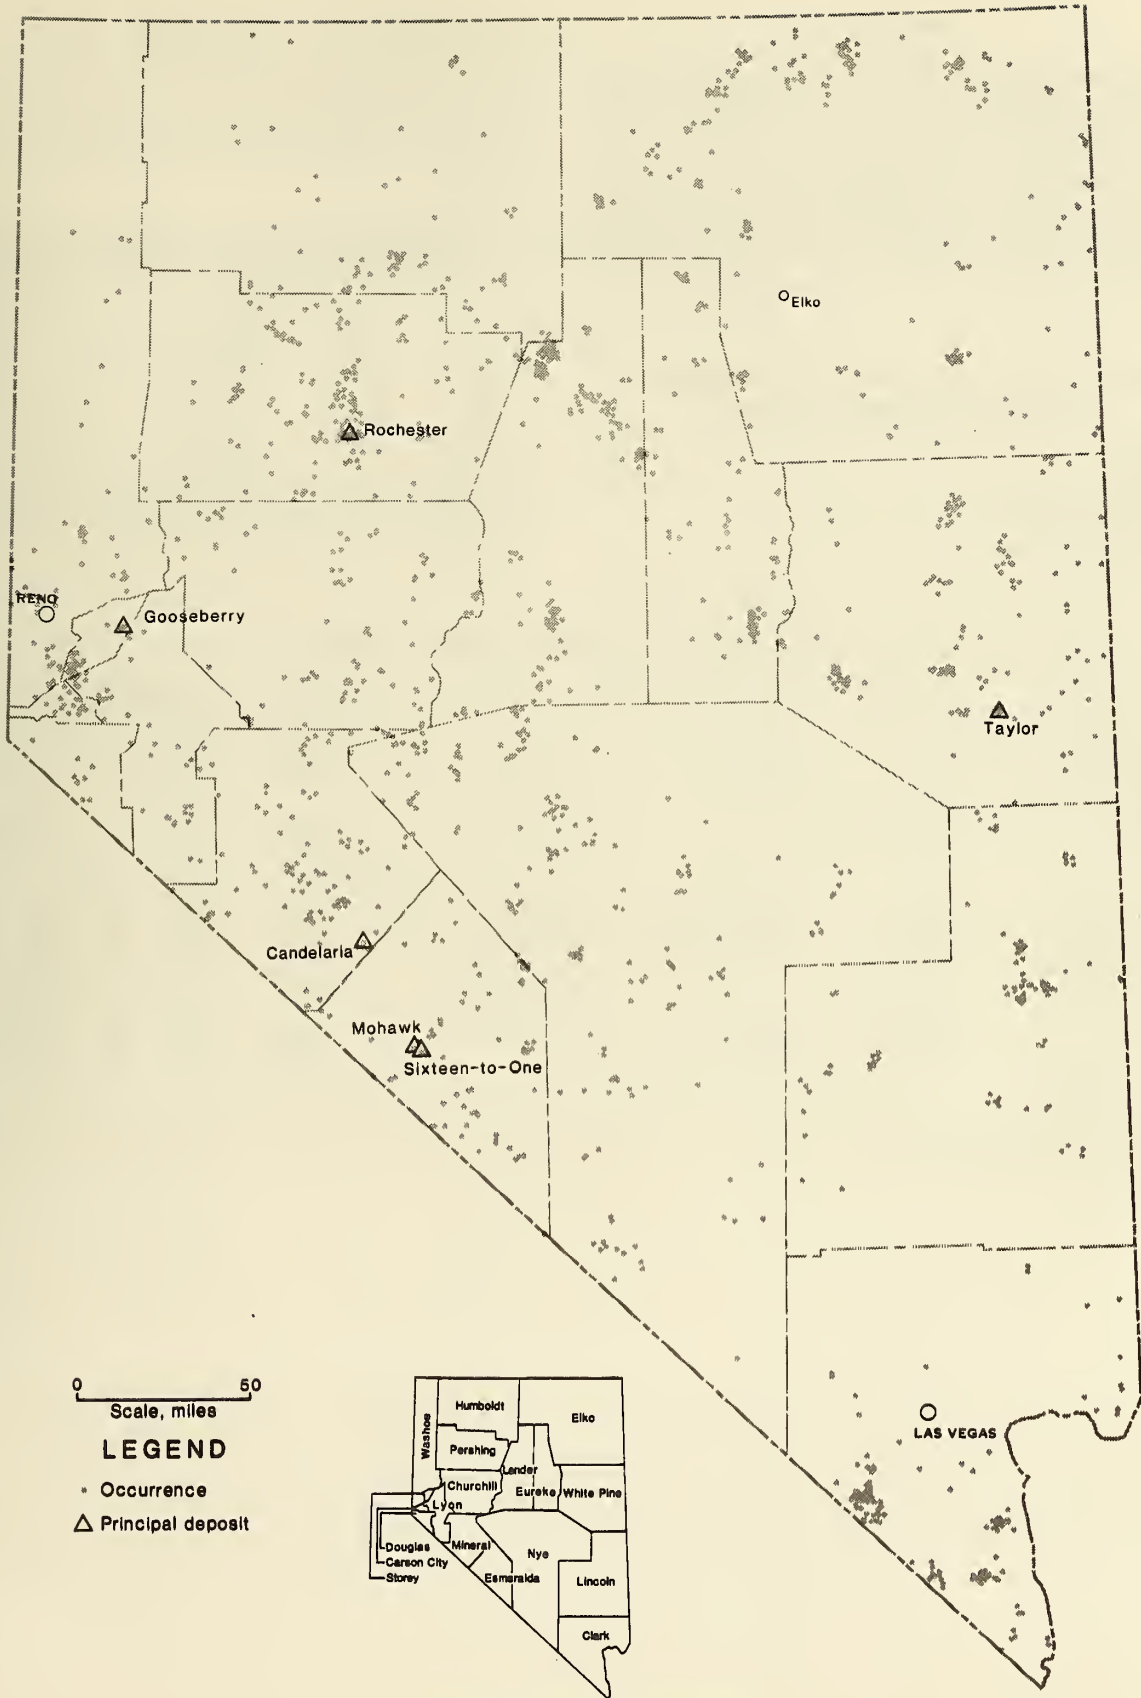 Elko
Rochester
RENO
Gooseberry
Taylor
Candelaria
Mohawk
Sixteen-to-One
LAS VEGAS
0 50
Scale, miles
LEGEND
Occurrence
Principal deposit
Washoe
Humboldt
Elko
Pershing
Lander
Churchill
Eureka
White Pine
Lyon
Douglas
Carson City
Storey
Mineral
Nye
Esmeralda
Lincoln
Clark